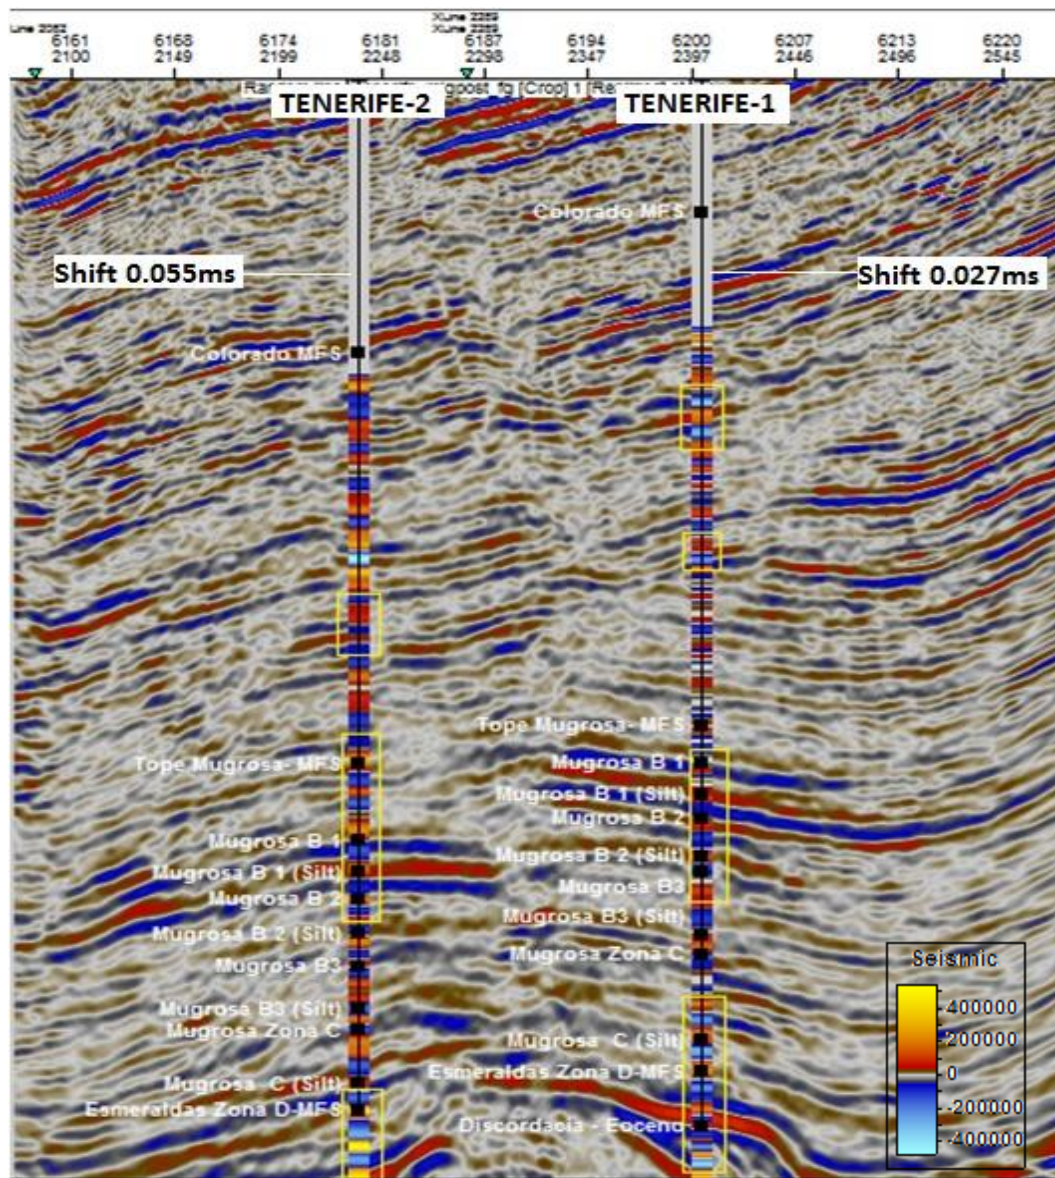 XLine 2269
XLine 2269
6161 6168 6174 6181 6187 6194 6200 6207 6213 6220
2100 2149 2199 2248 2298 2347 2397 2446 2496 2545
TENERIFE-2
TENERIFE-1
Colorado MFS
Shift 0.055ms
Shift 0.027ms
Colorado MFS
Tope Mugrosa- MFS
Tope Mugrosa- MFS
Mugrosa B 1
Mugrosa B 1 (Silt)
Mugrosa B 2
Mugrosa B 1
Mugrosa B 2 (Silt)
Mugrosa B 1 (Silt)
Mugrosa B3
Mugrosa B 2
Mugrosa B3 (Silt)
Mugrosa B 2 (Silt)
Mugrosa Zona C
Mugrosa B3
Seismic
400000
200000
0
-200000
-400000
Mugrosa B3 (Silt)
Mugrosa Zona C
Mugrosa C (Silt)
Esmeraldas Zona D-MFS
Mugrosa C (Silt)
Esmeraldas Zona D-MFS
Discordacia - Eoceno